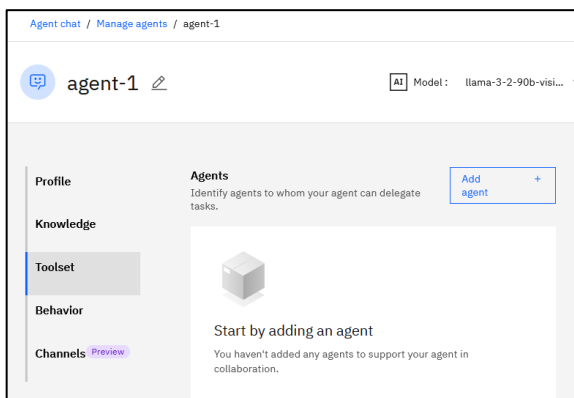 Agent chat / Manage agents / agent-1
agent-1
AI Model: llama-3-2-90b-visi...
Profile
Knowledge
Toolset
Behavior
Channels Preview
Agents
Identify agents to whom your agent can delegate
tasks.
Add +
agent
Start by adding an agent
You haven't added any agents to support your agent in
collaboration.